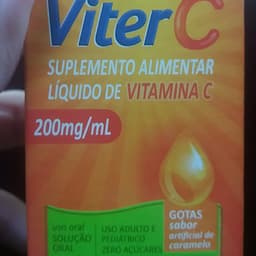 Viter C
SUPLEMENTO ALIMENTAR
LÍQUIDO DE VITAMINA C
200mg/mL
uso oral
SOLUÇÃO
ORAL
USO ADULTO E
PEDIÁTRICO
ZERO AÇÚCARES
GOTAS
sabor
artificial de
caramelo